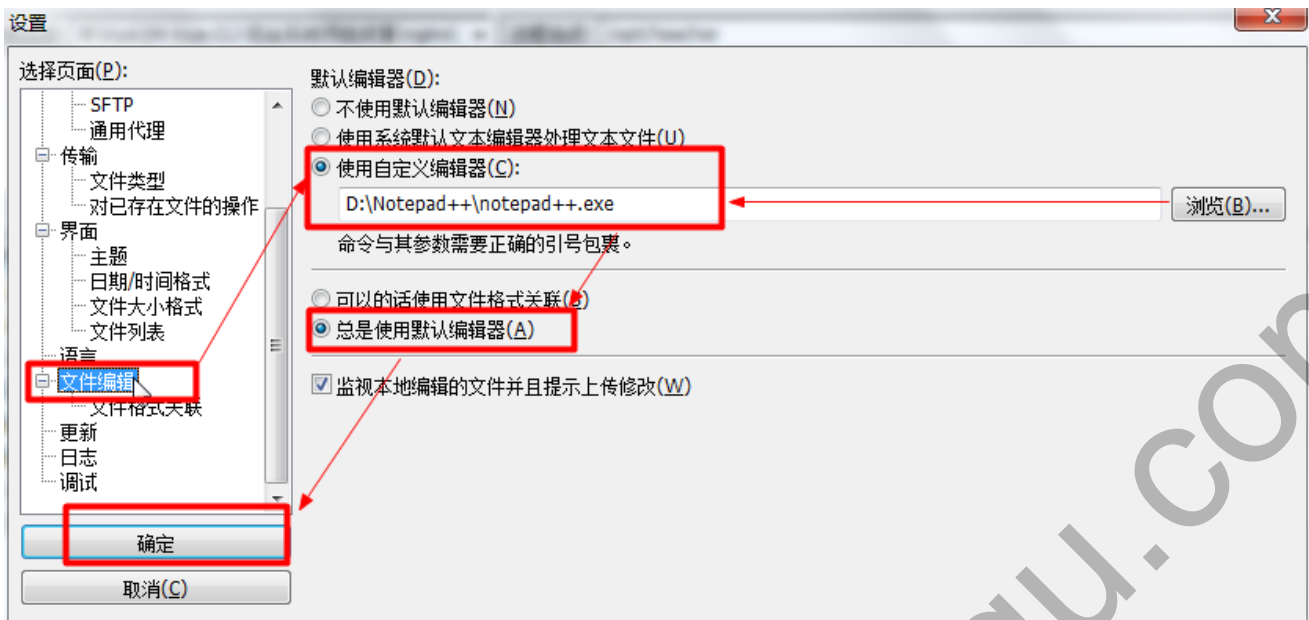 设置
选择页面(P):
SFTP
通用代理
传输
文件类型
对已存在文件的操作
界面
主题
日期/时间格式
文件大小格式
文件列表
语言
文件编辑
文件格式关联
更新
日志
调试
确定
取消(C)
默认编辑器(D):
不使用默认编辑器(N)
使用系统默认文本编辑器处理文本文件(U)
使用自定义编辑器(C):
D:\Notepad++\notepad++.exe
浏览(B)...
命令与其参数需要正确的引号包裹。
可以的话使用文件格式关联
总是使用默认编辑器(A)
监视本地编辑的文件并且提示上传修改(W)